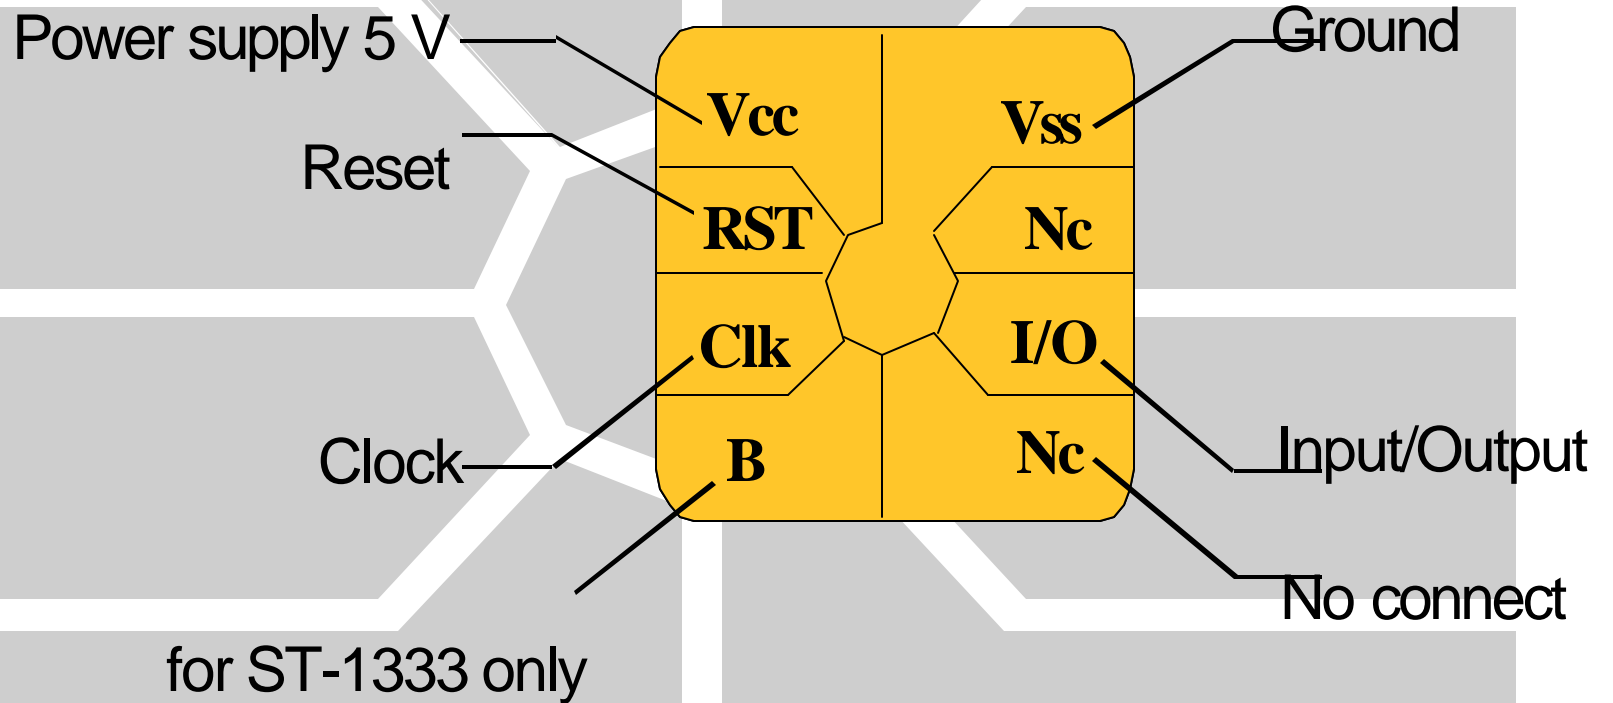 Power supply 5 V
Ground
Vcc
Vss
Reset
RST
Nc
Clk
I/O
Clock
B
Nc
Input/Output
No connect
for ST-1333 only